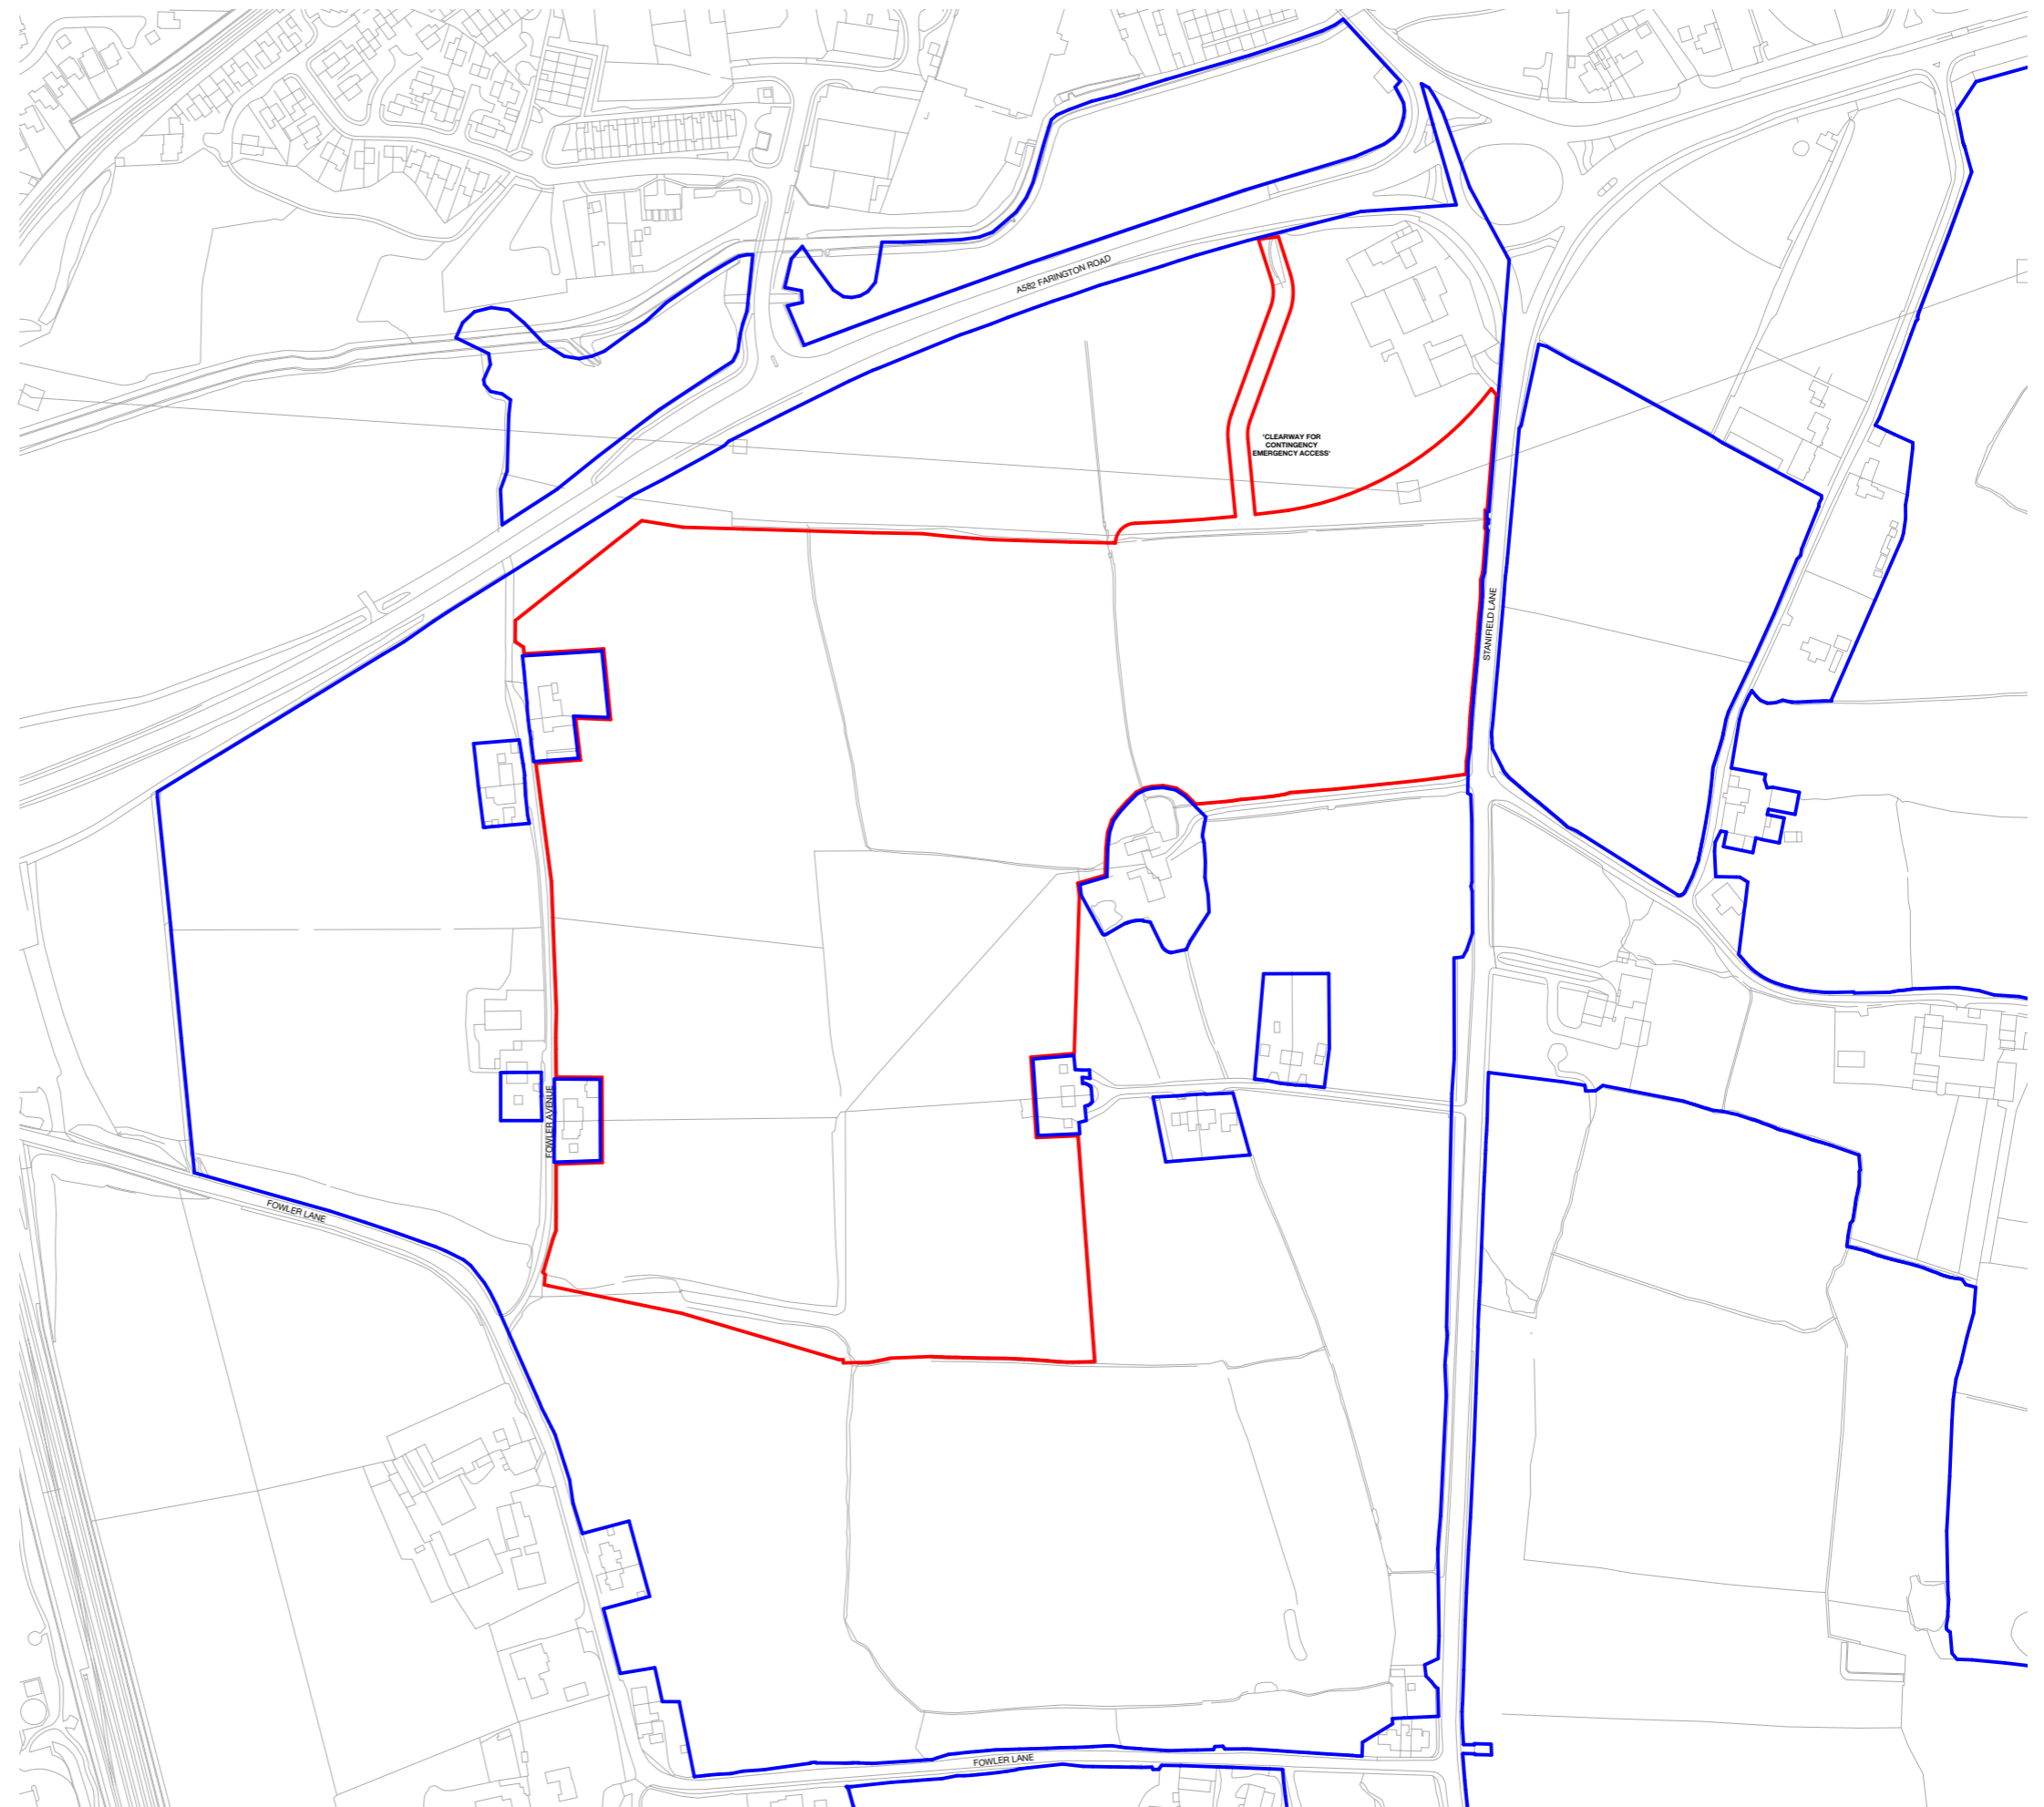 A582 FARINGTON ROAD
'CLEARWAY FOR
CONTINGENCY
EMERGENCY ACCESS'
STANIFIELD LANE
FOWLER AVENUE
FOWLER LANE
FOWLER LANE